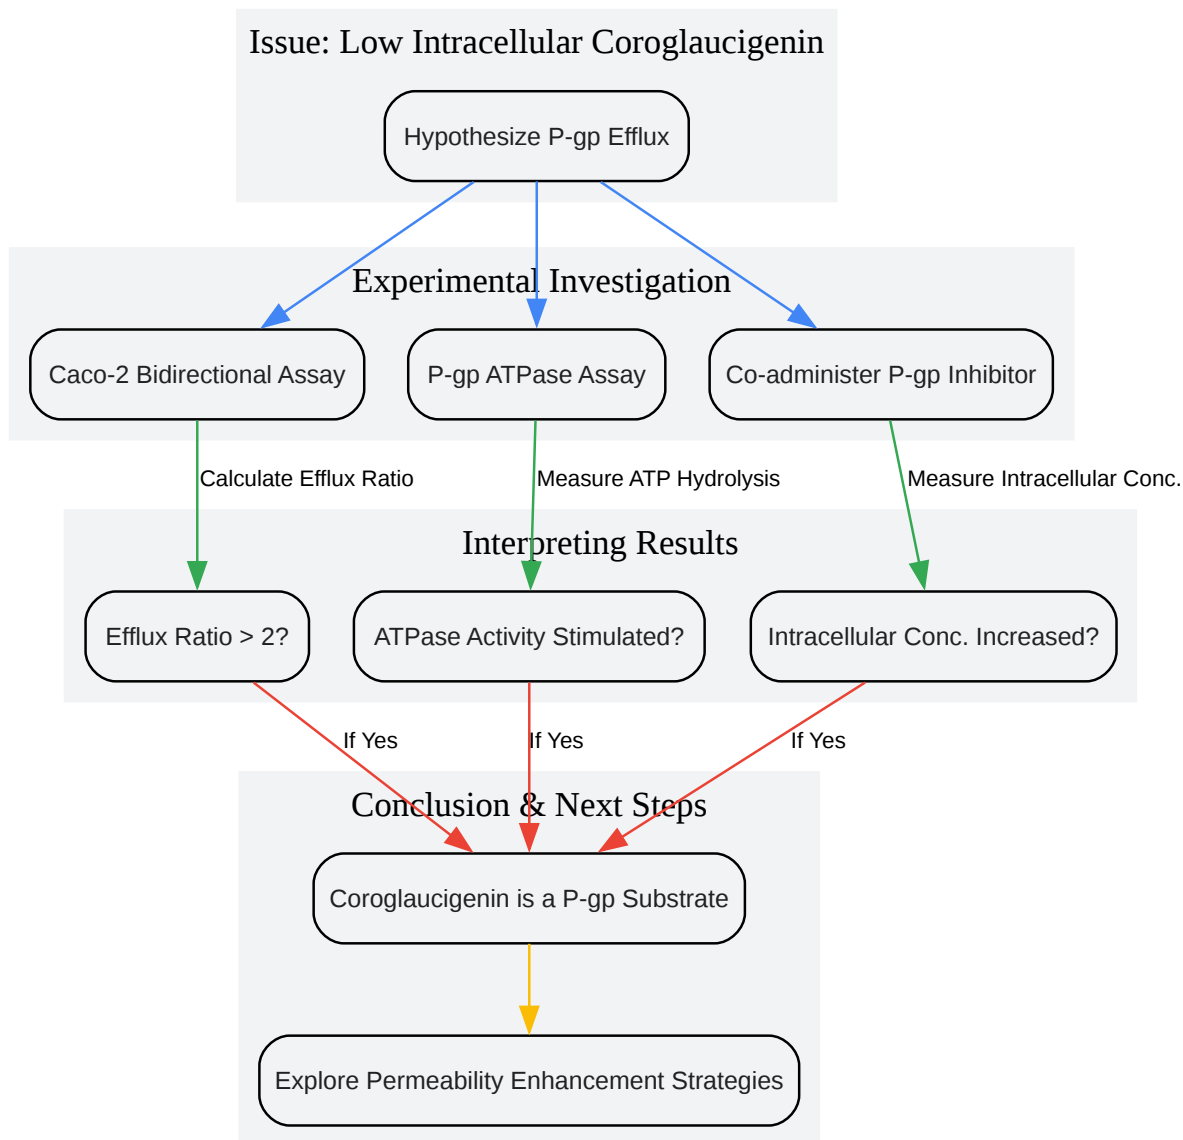 Issue: Low Intracellular Coroglaucigenin
Hypothesize P-gp Efflux
Experimental Investigation
Caco-2 Bidirectional Assay
P-gp ATPase Assay
Co-administer P-gp Inhibitor
Calculate Efflux Ratio
Measure ATP Hydrolysis
Measure Intracellular Conc.
Interpreting Results
Efflux Ratio > 2?
ATPase Activity Stimulated?
Intracellular Conc. Increased?
If Yes
If Yes
If Yes
Conclusion & Next Steps
Coroglaucigenin is a P-gp Substrate
Explore Permeability Enhancement Strategies